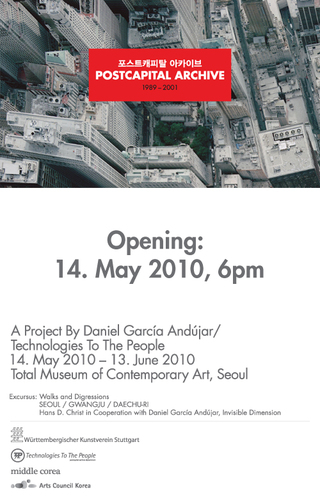 포스트캐피탈 아카이브
POSTCAPITAL ARCHIVE
1989 – 2001
Opening:
14. May 2010, 6pm
A Project By Daniel García Andújar/
Technologies To The People
14. May 2010 – 13. June 2010
Total Museum of Contemporary Art, Seoul
Excursus: Walks and Digressions
SEOUL / GWANGJU / DAECHU-RI
Hans D. Christ in Cooperation with Daniel García Andújar, Invisible Dimension
Württembergischer Kunstverein Stuttgart
Technologies To The People
middle corea
Arts Council Korea